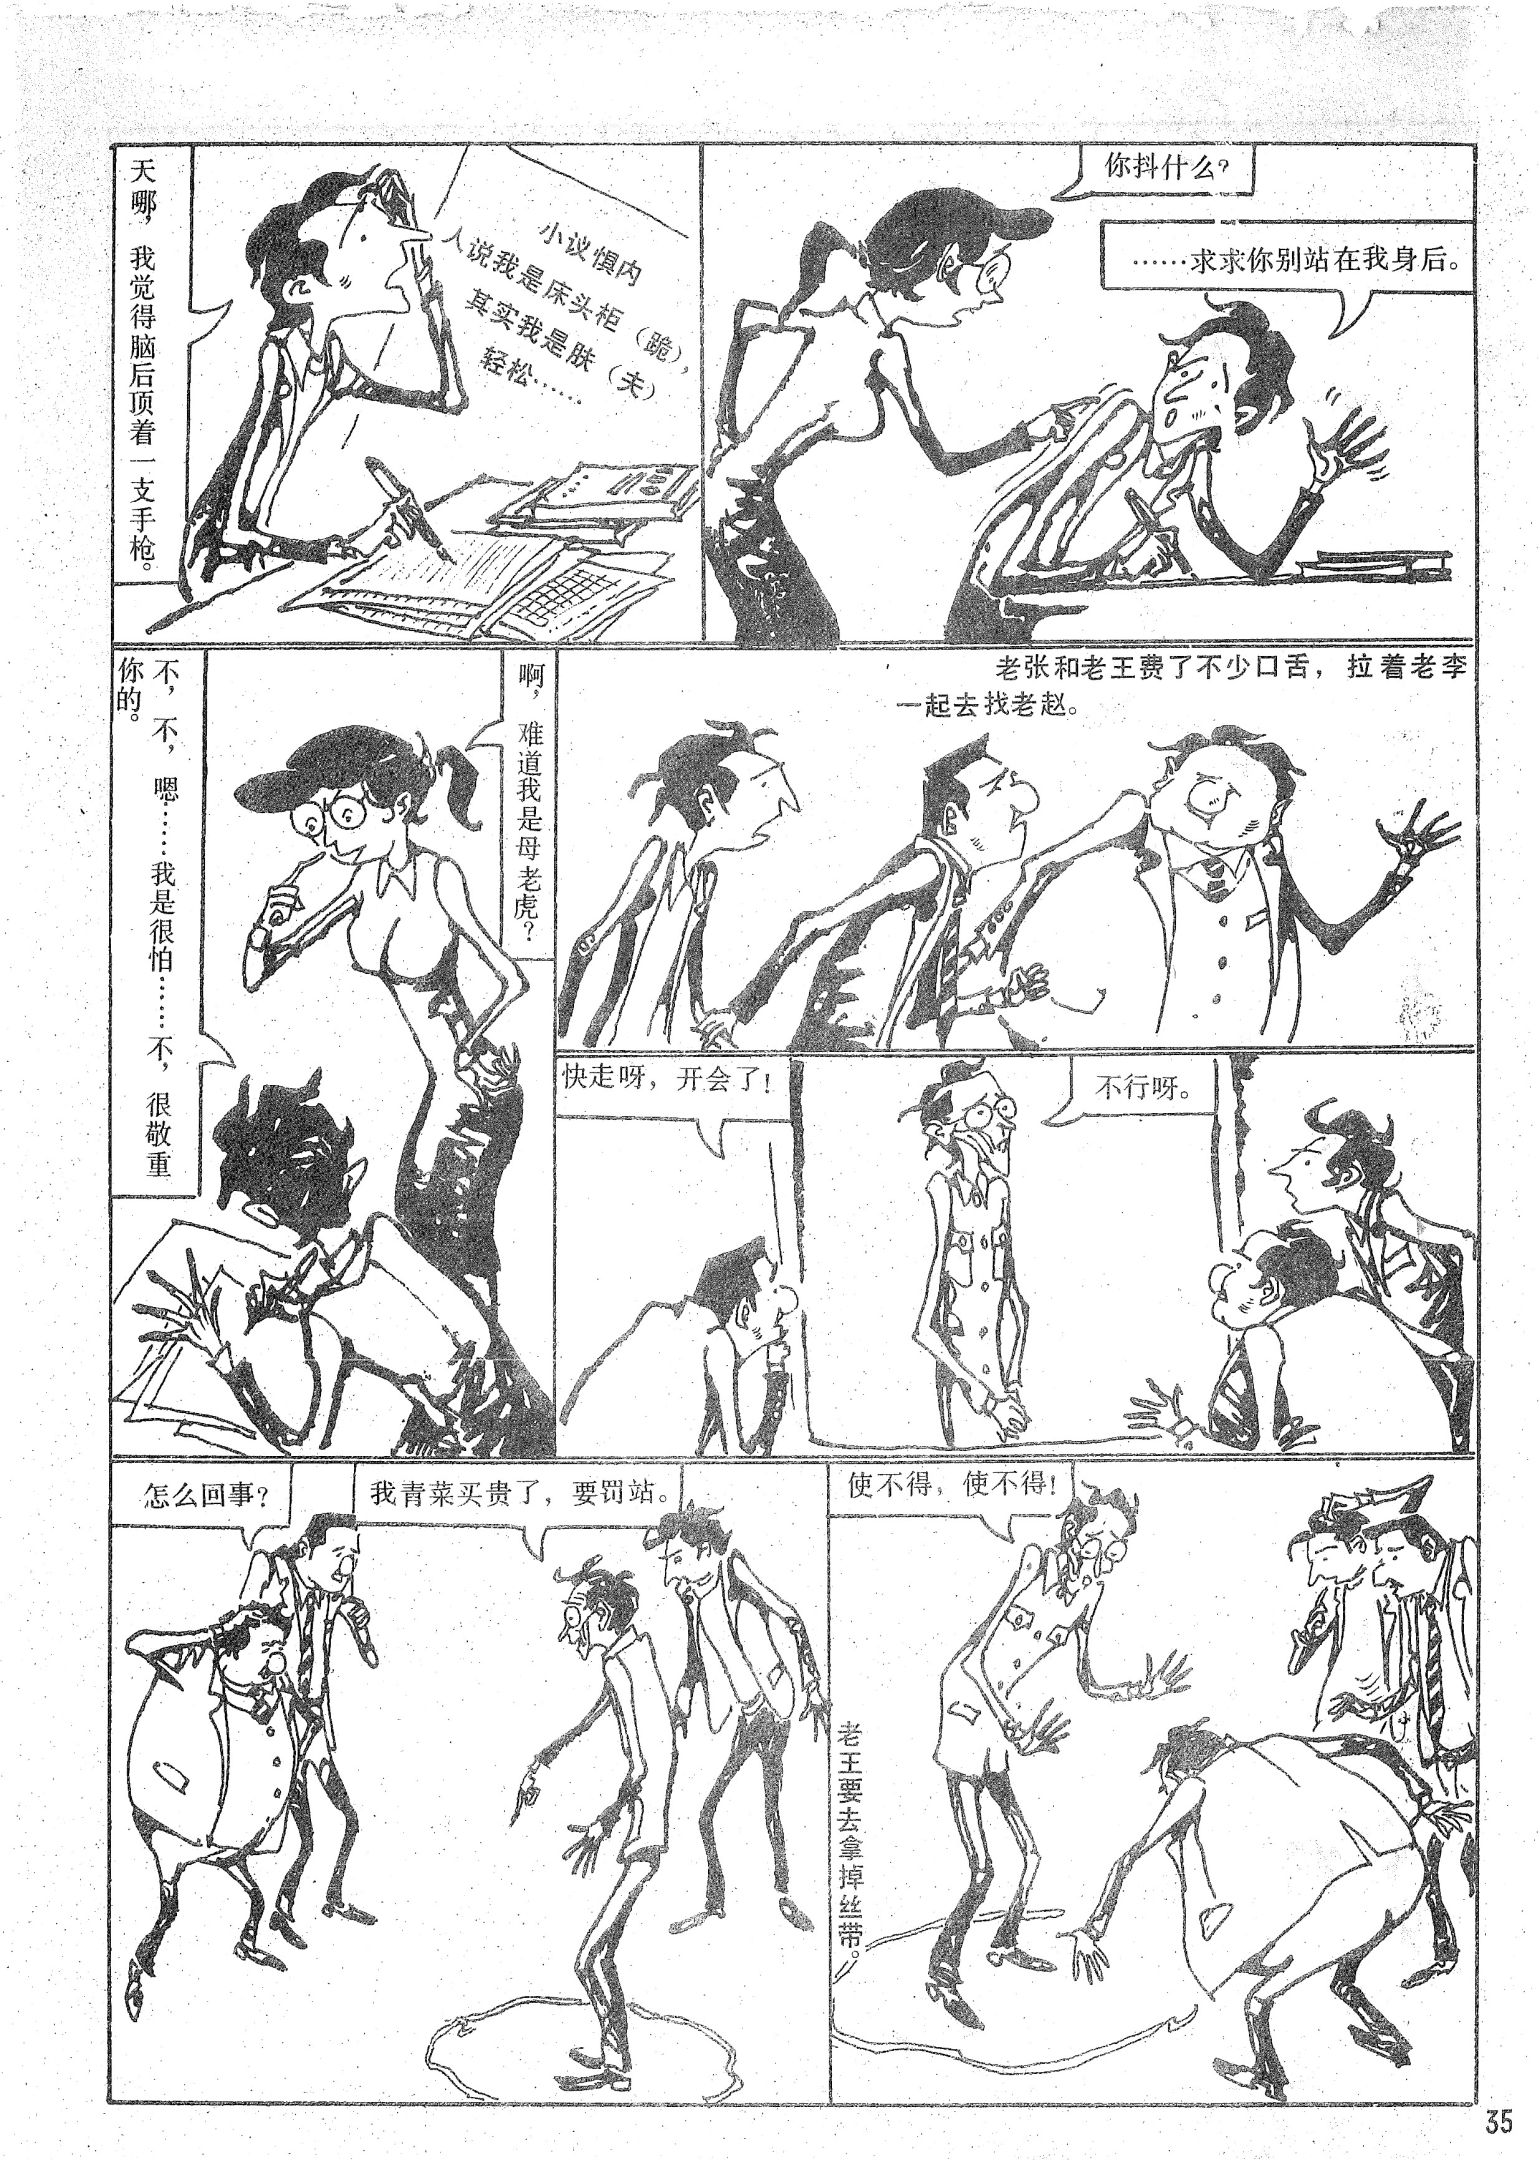 天哪，我觉得脑后顶着一支手枪。
小议惧内
人说我是床头柜（跪），
其实我是肤（夫）
轻松……
你抖什么？
……求求你别站在我身后。
啊，难道我是母老虎？
不，不，嗯……我是很怕……不，很敬重
你的。
老张和老王费了不少口舌，拉着老李
一起去找老赵。
快走呀，开会了！
不行呀。
怎么回事？
我青菜买贵了，要罚站。
使不得，使不得！
老王要去拿掉丝带。
35